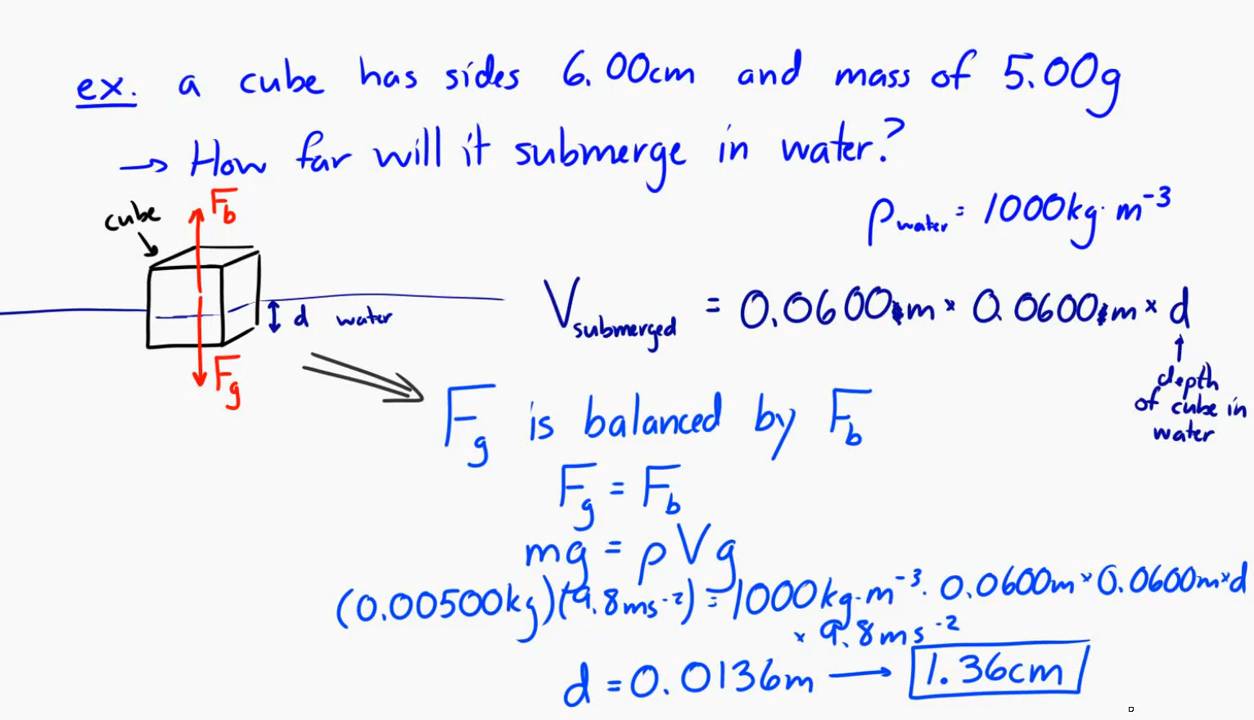 ex. a cube has sides 6.00cm and mass of 5.00g
→ How far will it submerge in water?
ρwater = 1000kg·m⁻³
cube
Fb
d water
Fg
Vsubmerged = 0.0600m × 0.0600m × d
depth
of cube in
water
Fg is balanced by Fb
Fg = Fb
mg = ρVg
(0.00500kg)(9.8ms⁻²) = 1000kg·m⁻³· 0.0600m × 0.0600m × d
× 9.8ms⁻²
d = 0.0136m → 1.36cm